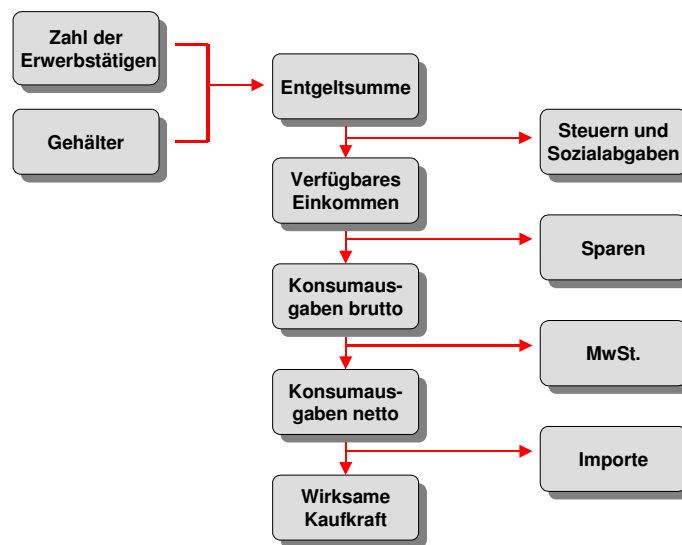 Zahl der
Erwerbstätigen
Gehälter
Entgeltsumme
Steuern und
Sozialabgaben
Verfügbares
Einkommen
Sparen
Konsumaus-
gaben brutto
MwSt.
Konsumaus-
gaben netto
Importe
Wirksame
Kaufkraft